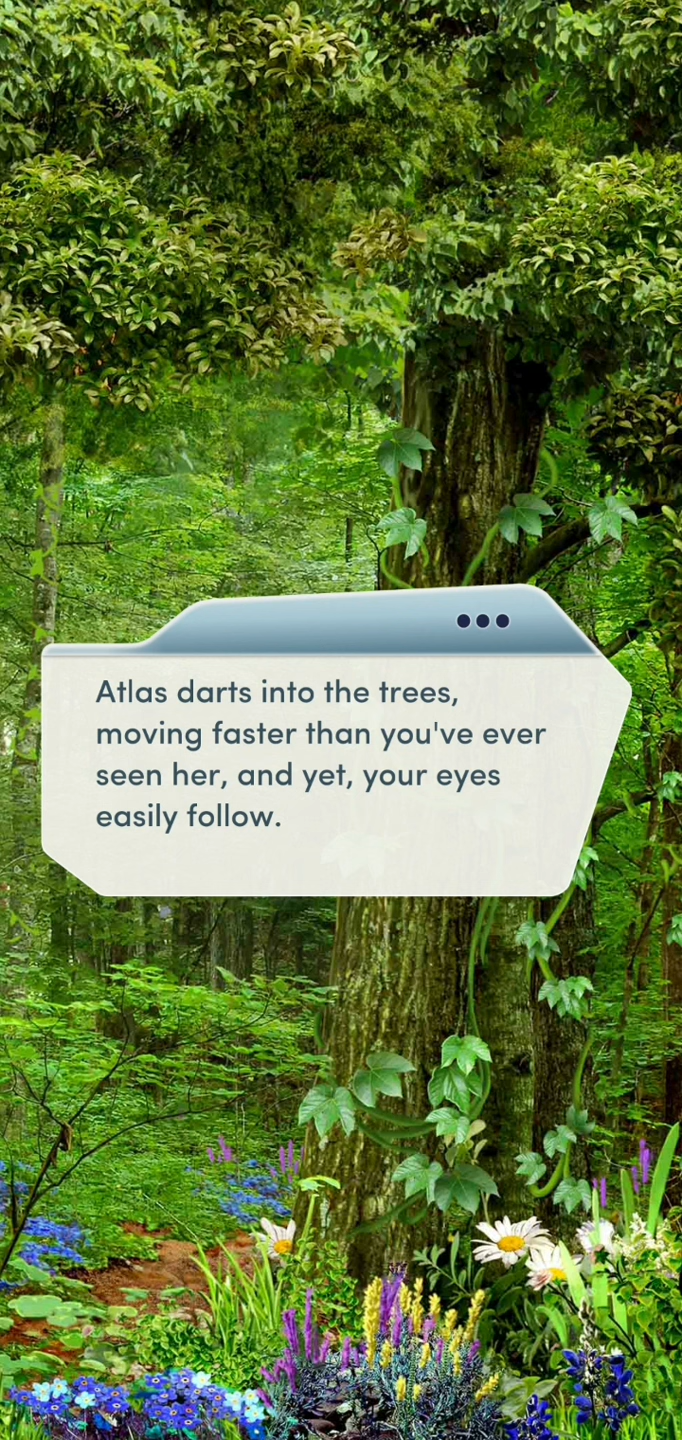 Atlas darts into the trees,
moving faster than you've ever
seen her, and yet, your eyes
easily follow.